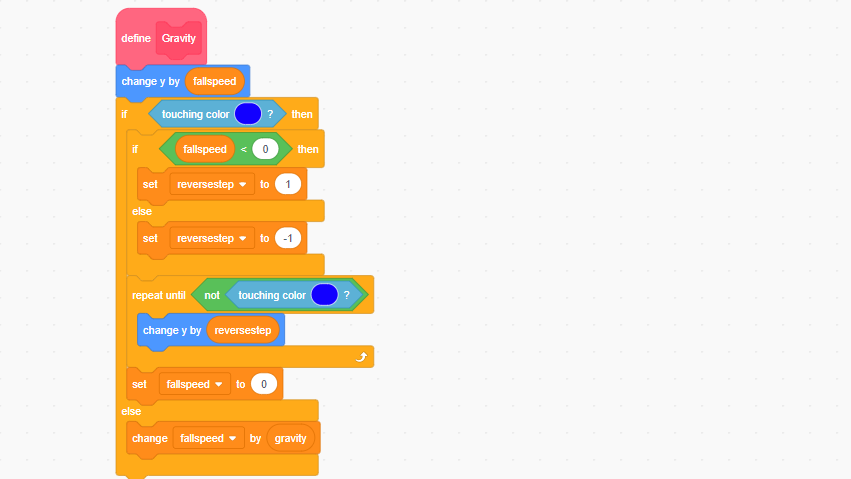 define Gravity
change y by fallspeed
if touching color ? then
if fallspeed < 0 then
set reversestep to 1
else
set reversestep to -1
repeat until not touching color ?
change y by reversestep
set fallspeed to 0
else
change fallspeed by gravity